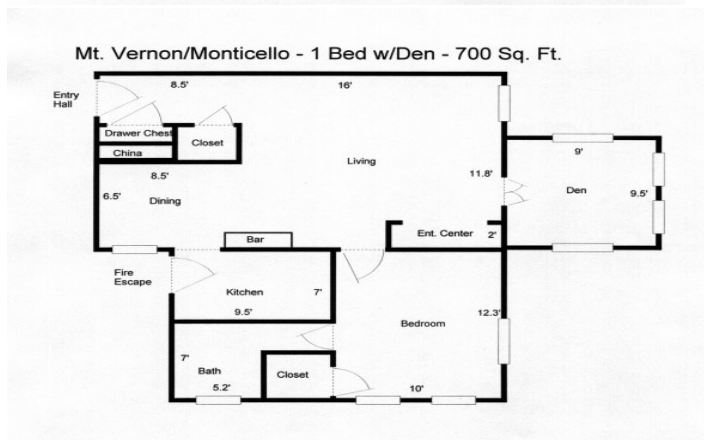 Mt. Vernon/Monticello - 1 Bed w/Den - 700 Sq. Ft.
Entry
Hall
8.5'
16'
Drawer Chest
China
Closet
8.5'
Living
11.8'
9'
Den
9.5'
6.5'
Dining
Bar
Ent. Center
2'
Fire
Escape
Kitchen
7'
9.5'
Bedroom
12.3'
7'
Bath
5.2'
Closet
10'